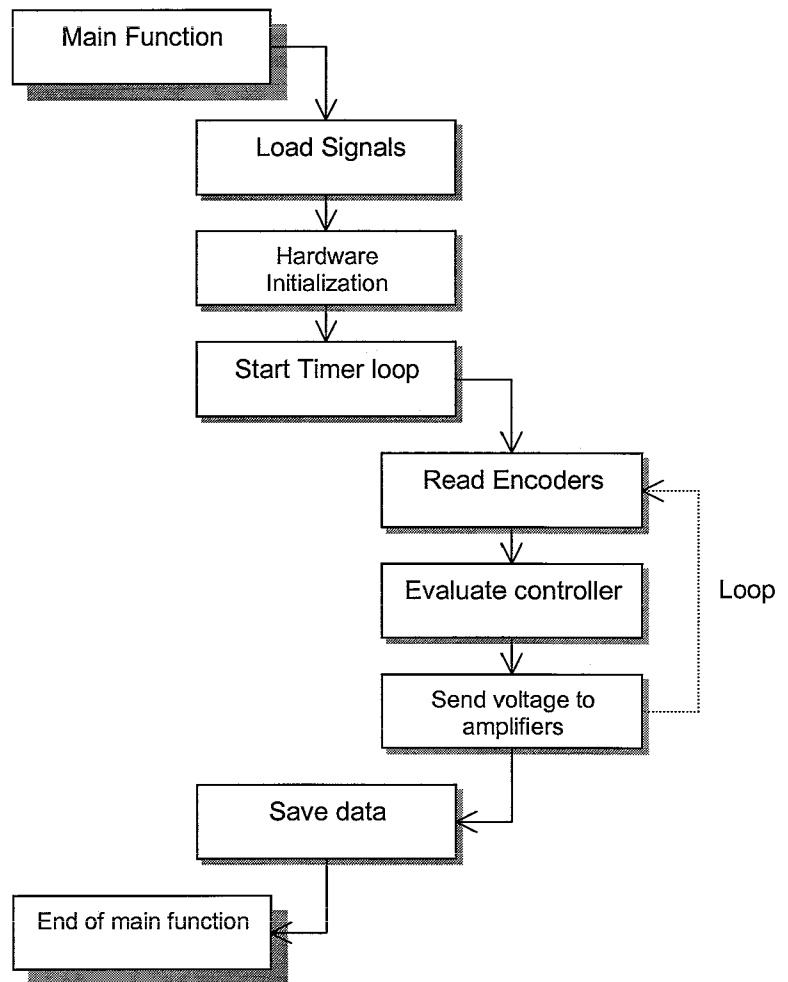 Main Function
Load Signals
Hardware
Initialization
Start Timer loop
Read Encoders
Evaluate controller
Loop
Send voltage to
amplifiers
Save data
End of main function